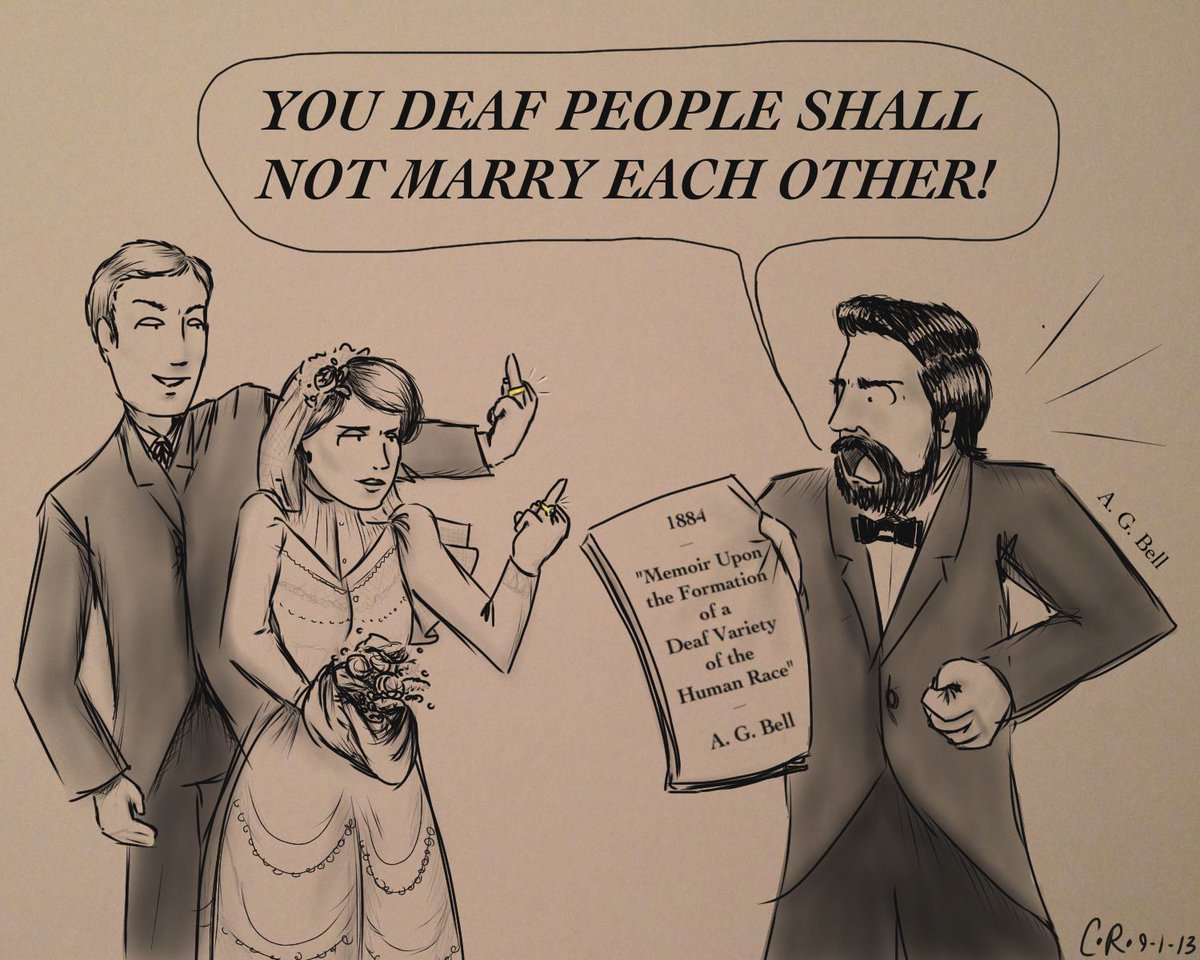 YOU DEAF PEOPLE SHALL
NOT MARRY EACH OTHER!
1884
"Memoir Upon
the Formation
of a
Deaf Variety
of the
Human Race"
A. G. Bell
A. G. Bell
C.R. 9-1-13